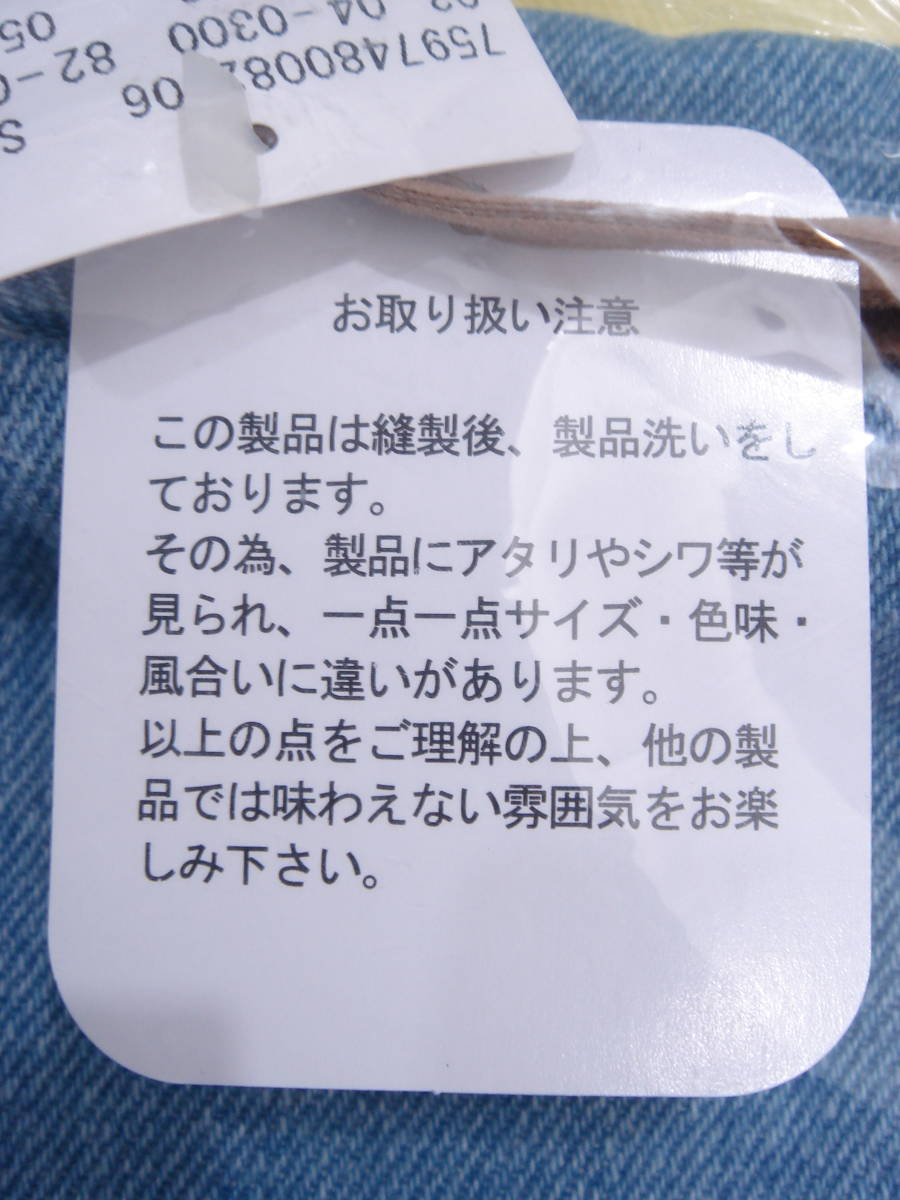 04-0300
お取り扱い注意
この製品は縫製後、製品洗いをし
ております。
その為、製品にアタリやシワ等が
見られ、一点一点サイズ・色味・
風合いに違いがあります。
以上の点をご理解の上、他の製
品では味わえない雰囲気をお楽
しみ下さい。